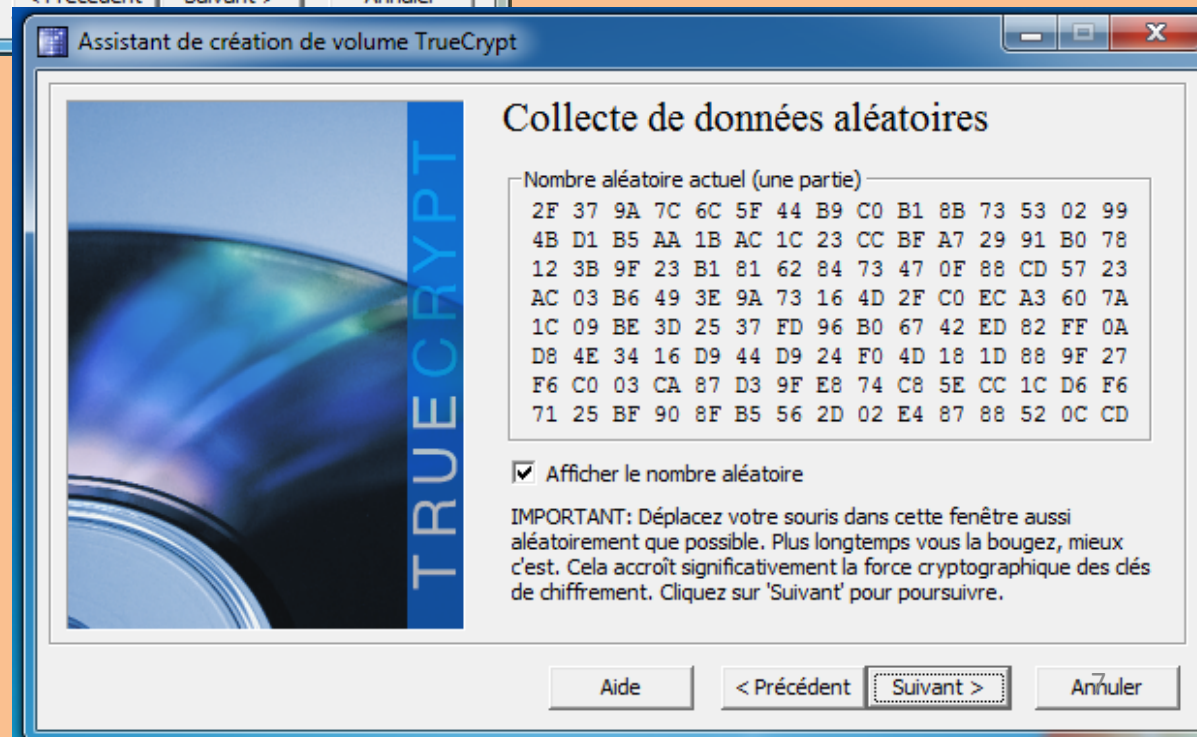 < Précédent Suivant > Annuler
Assistant de création de volume TrueCrypt
TRUECRYPT
Collecte de données aléatoires
Nombre aléatoire actuel (une partie)
2F 37 9A 7C 6C 5F 44 B9 C0 B1 8B 73 53 02 99
4B D1 B5 AA 1B AC 1C 23 CC BF A7 29 91 B0 78
12 3B 9F 23 B1 81 62 84 73 47 0F 88 CD 57 23
AC 03 B6 49 3E 9A 73 16 4D 2F C0 EC A3 60 7A
1C 09 BE 3D 25 37 FD 96 B0 67 42 ED 82 FF 0A
D8 4E 34 16 D9 44 D9 24 F0 4D 18 1D 88 9F 27
F6 C0 03 CA 87 D3 9F E8 74 C8 5E CC 1C D6 F6
71 25 BF 90 8F B5 56 2D 02 E4 87 88 52 0C CD
Afficher le nombre aléatoire
IMPORTANT: Déplacez votre souris dans cette fenêtre aussi
aléatoirement que possible. Plus longtemps vous la bougez, mieux
c'est. Cela accroît significativement la force cryptographique des clés
de chiffrement. Cliquez sur 'Suivant' pour poursuivre.
Aide < Précédent Suivant > Annuler
7